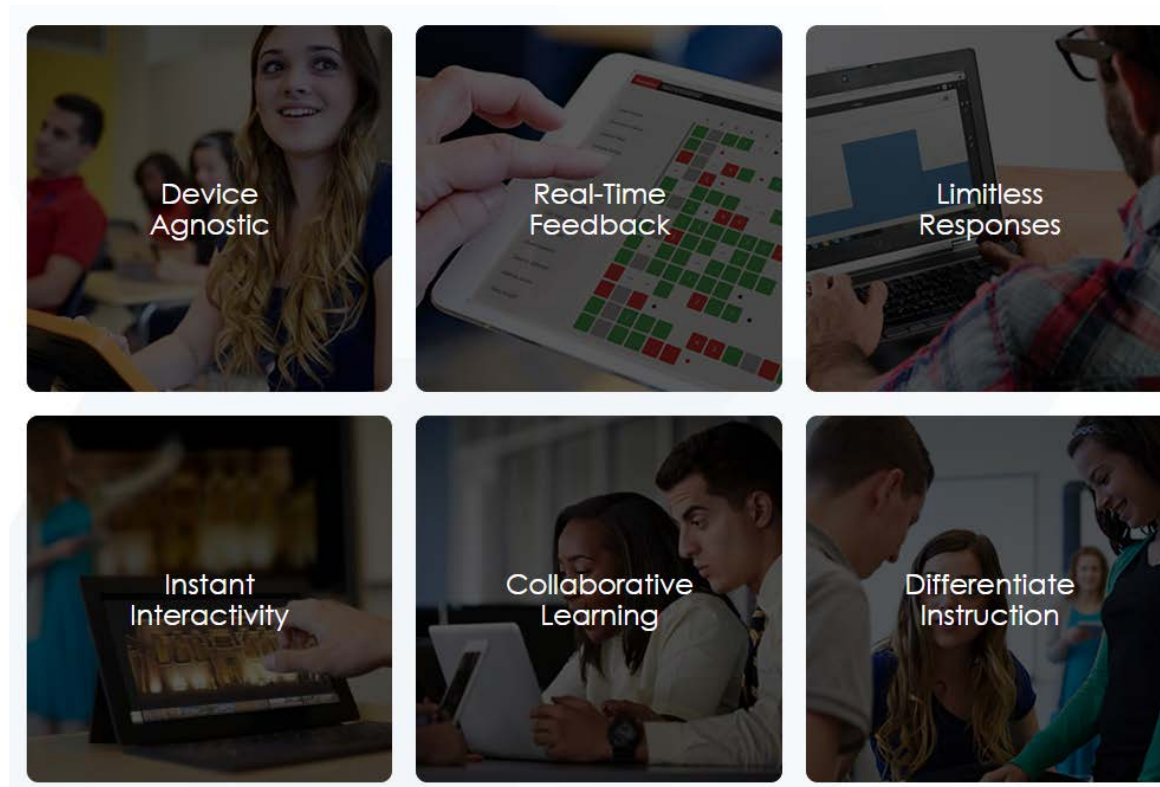 Device
Agnostic
Real-Time
Feedback
Limitless
Responses
Instant
Interactivity
Collaborative
Learning
Differentiate
Instruction